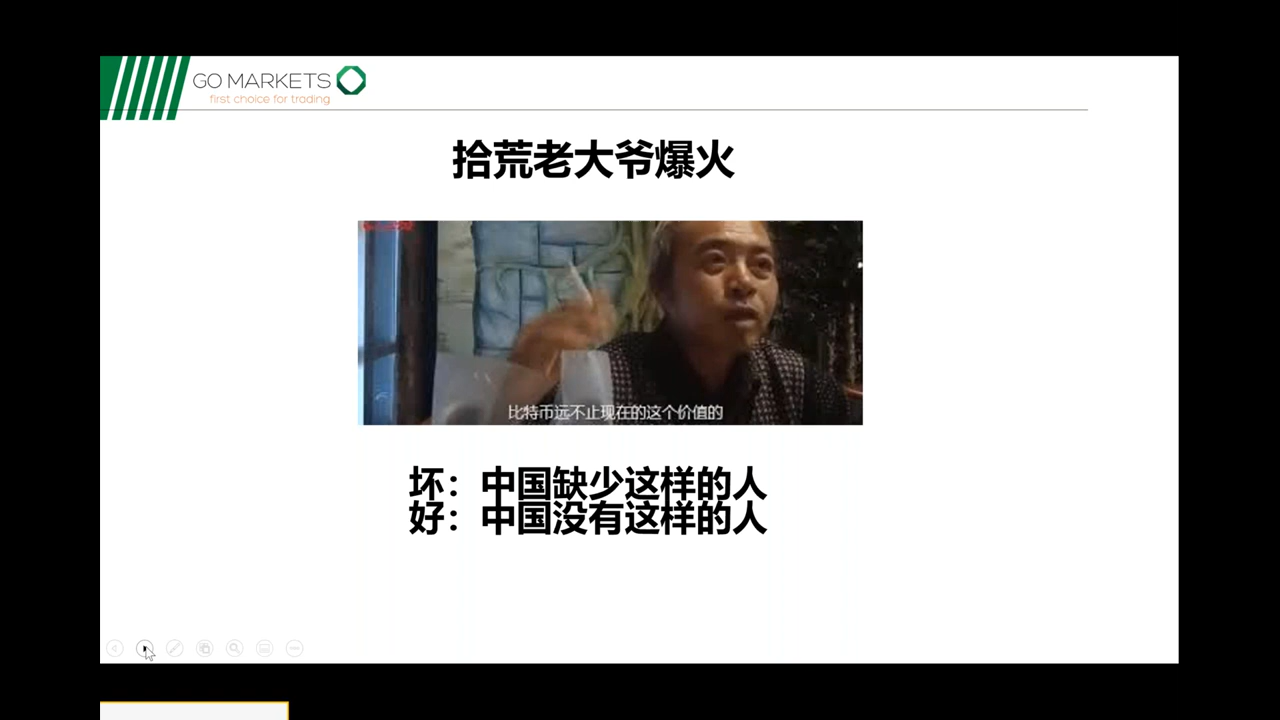 GO MARKETS
first choice for trading
拾荒老大爷爆火
比特币远不止现在的这个价值的
坏：中国缺少这样的人
好：中国没有这样的人